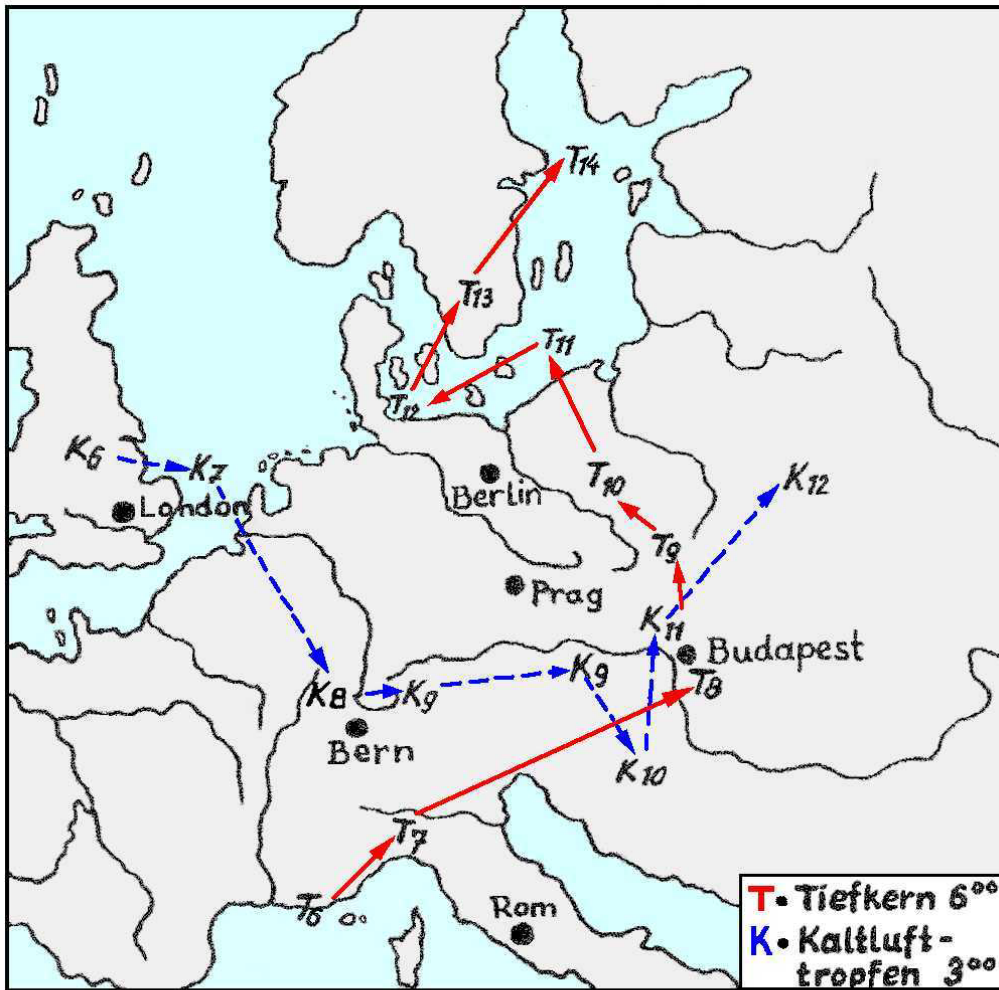 T14
T13
T11
T12
K6
K7
T10
K12
Berlin
London
T9
Prag
K11
Budapest
K8
K9
K9
T8
Bern
K10
T7
T6
Rom
T • Tiefkern 6⁰⁰
K • Kaltluft-
tropfen 3⁰⁰